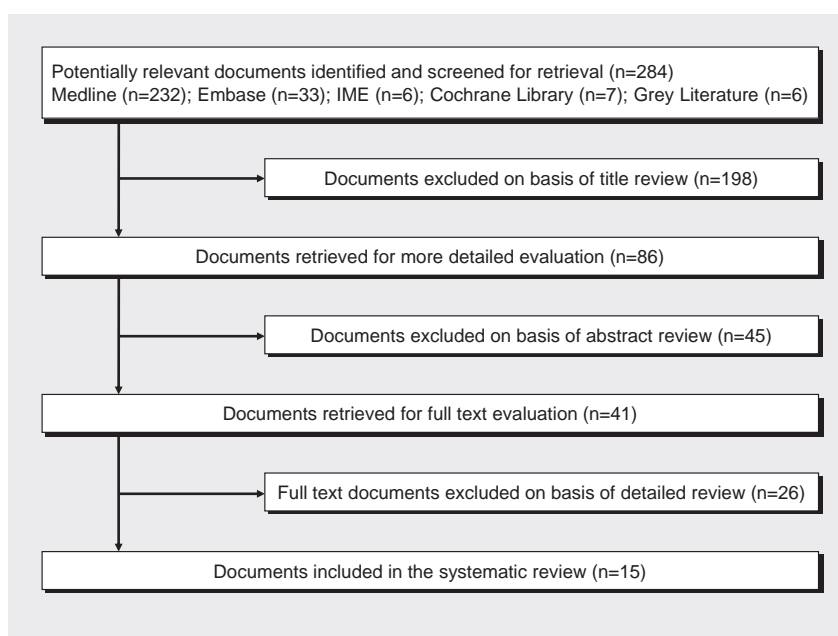 Potentially relevant documents identified and screened for retrieval (n=284)
Medline (n=232); Embase (n=33); IME (n=6); Cochrane Library (n=7); Grey Literature (n=6)
Documents excluded on basis of title review (n=198)
Documents retrieved for more detailed evaluation (n=86)
Documents excluded on basis of abstract review (n=45)
Documents retrieved for full text evaluation (n=41)
Full text documents excluded on basis of detailed review (n=26)
Documents included in the systematic review (n=15)